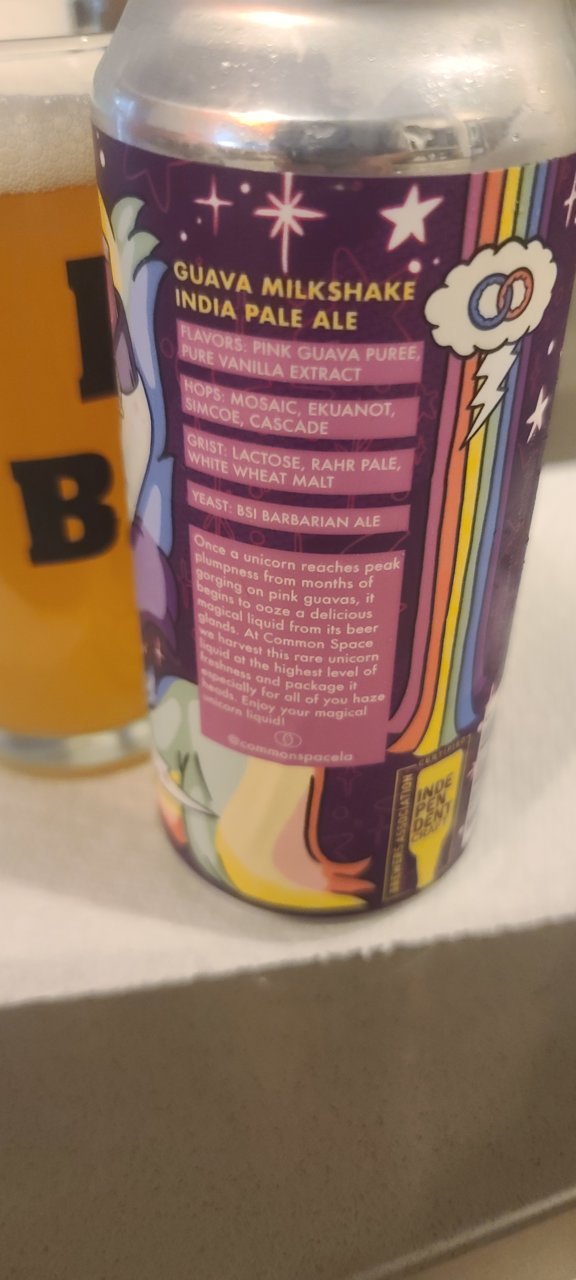 GUAVA MILKSHAKE
INDIA PALE ALE
FLAVORS: PINK GUAVA PUREE,
PURE VANILLA EXTRACT
HOPS: MOSAIC, EKUANOT,
SIMCOE, CASCADE
GRIST: LACTOSE, RAHR PALE,
WHITE WHEAT MALT
YEAST: BSI BARBARIAN ALE
Once a unicorn reaches peak
plumpness from months of
gorging on pink guavas, it
begins to ooze a delicious
magical liquid from its beer
glands. At Common Space
we harvest this rare unicorn
liquid at the highest level of
freshness and package it
especially for all of you haze
heads. Enjoy your magical
unicorn liquid!
@commonspacela
BREWERS ASSOCIATION
CERTIFIED
INDE
PEN
DENT
CRAFT
B